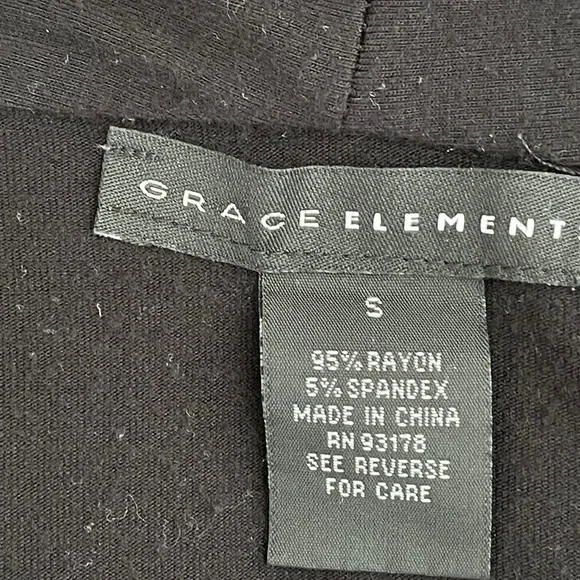 GRACE ELEMENT
S
95% RAYON
5% SPANDEX
MADE IN CHINA
RN 93178
SEE REVERSE
FOR CARE